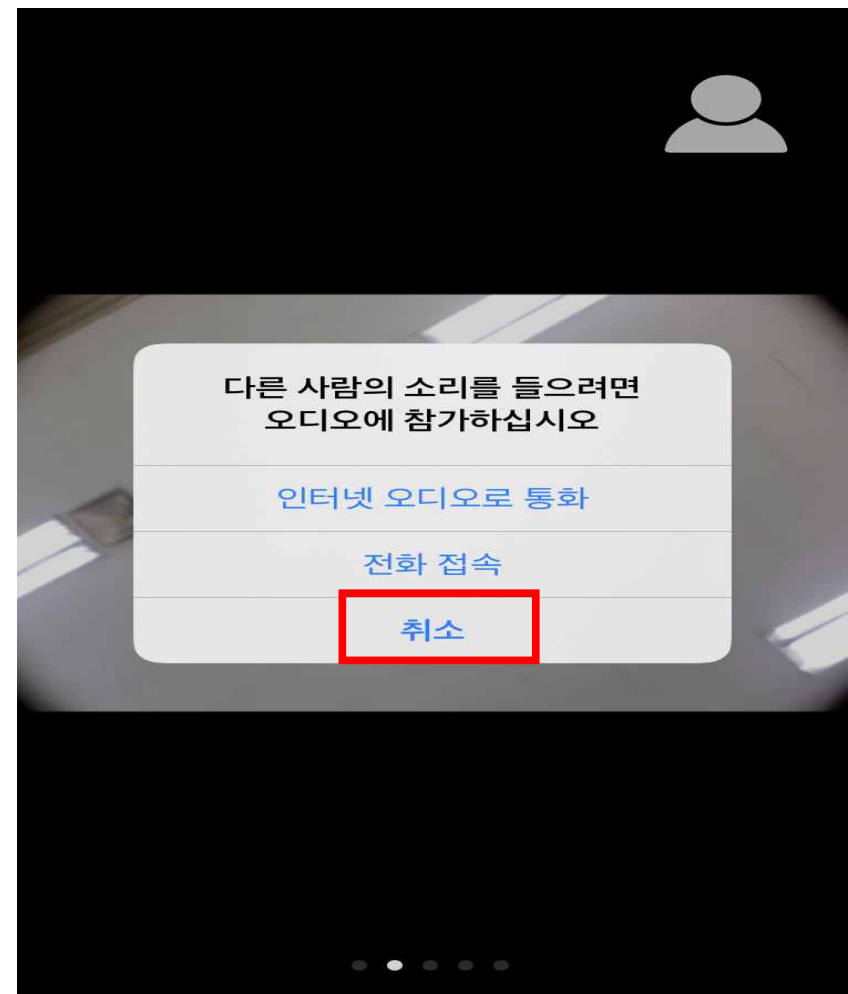 다른 사람의 소리를 들으려면
오디오에 참가하십시오
인터넷 오디오로 통화
전화 접속
취소